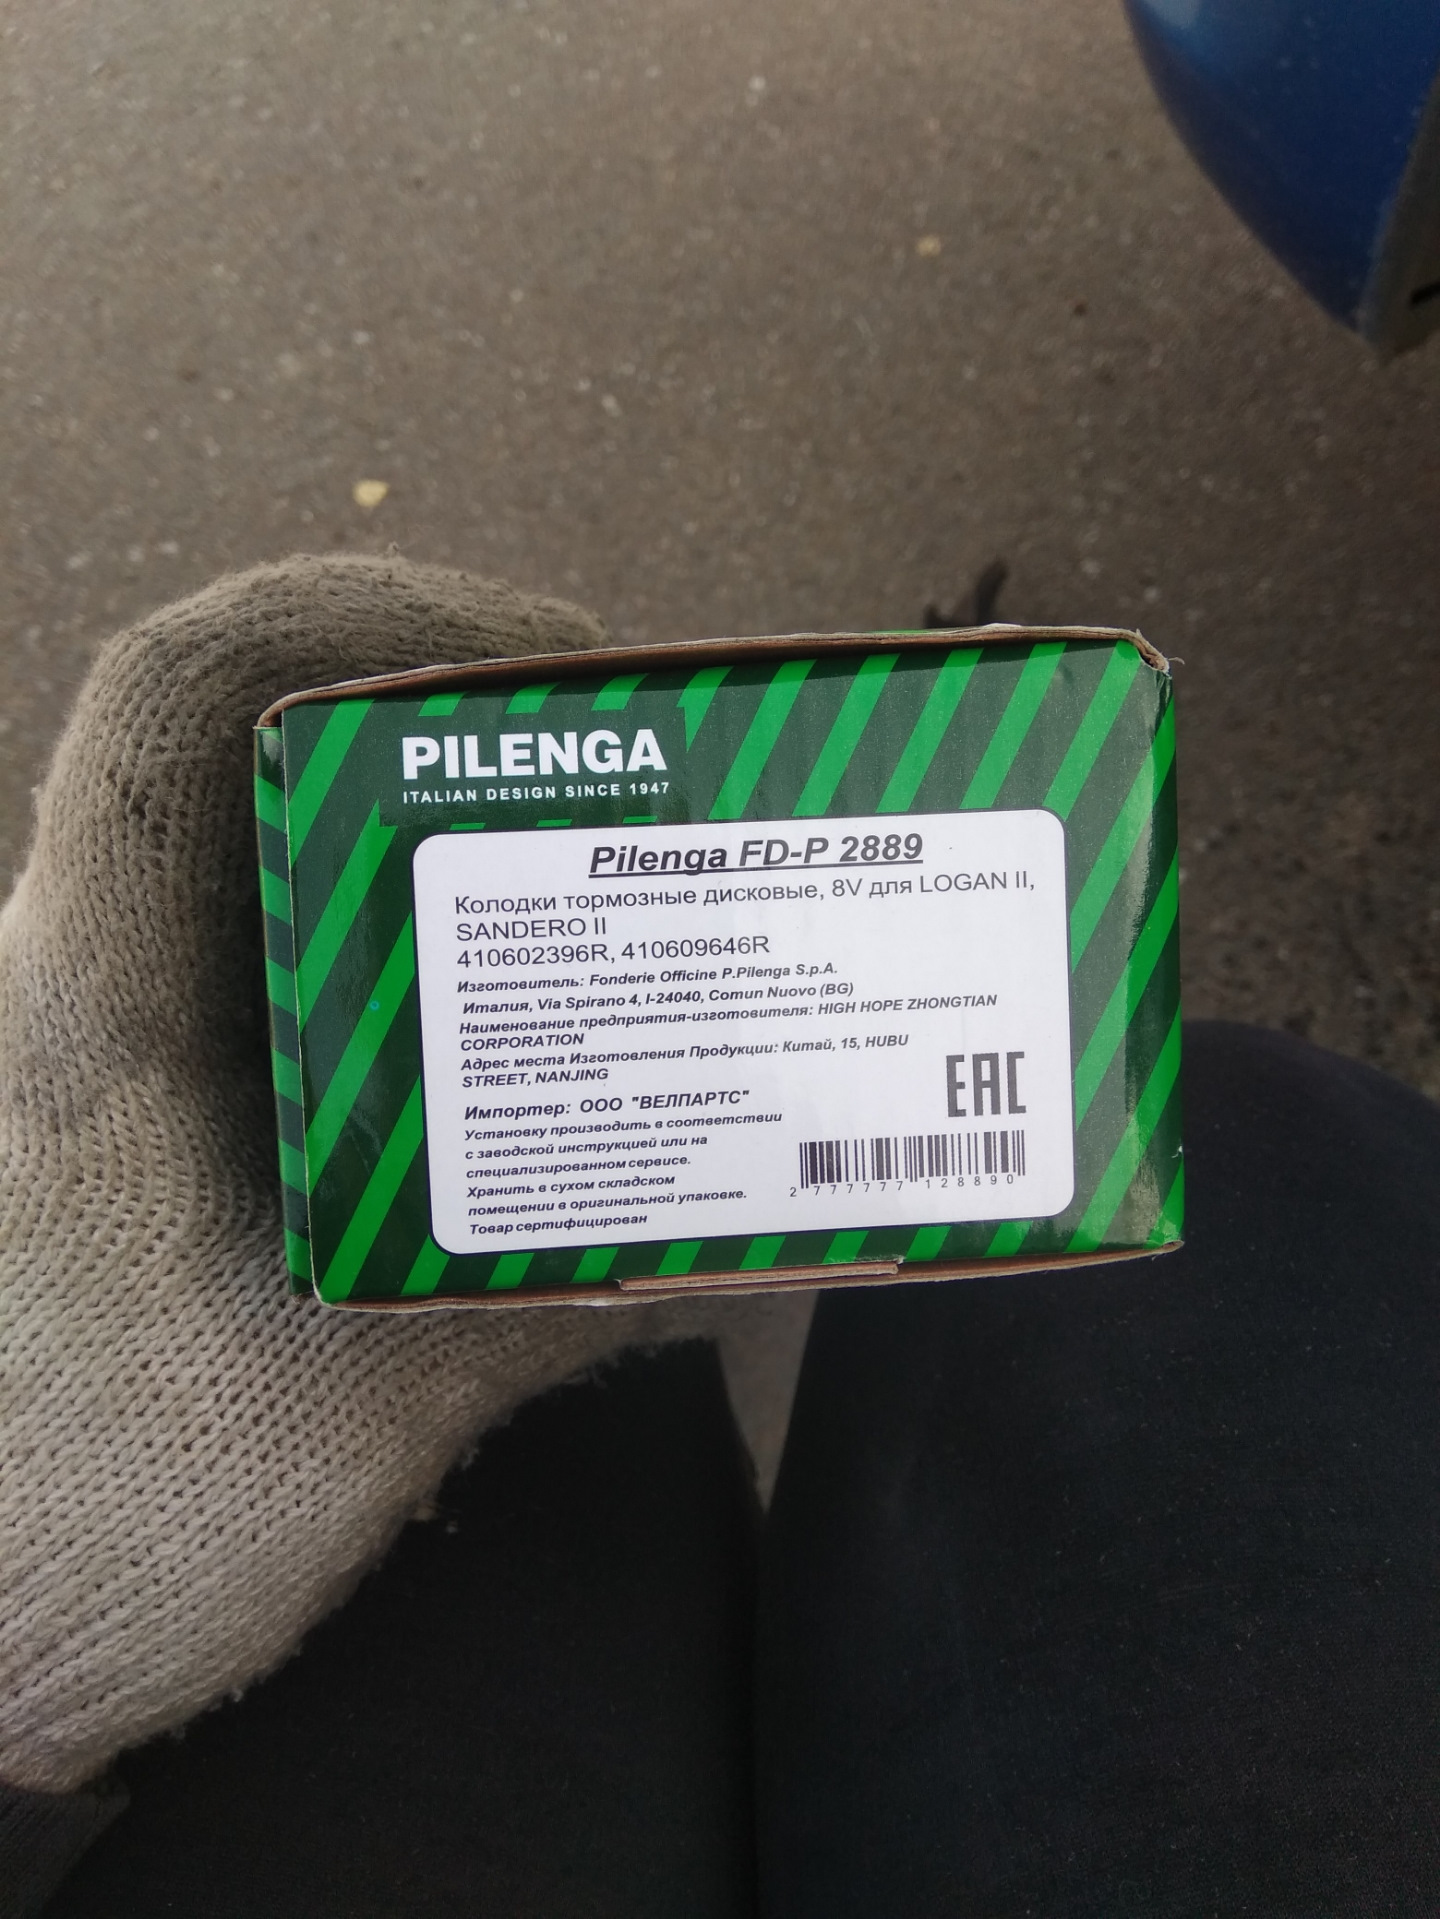 PILENGA
ITALIAN DESIGN SINCE 1947
Pilenga FD-P 2889
Колодки тормозные дисковые, 8V для LOGAN II,
SANDERO II
410602396R, 410609646R
Изготовитель: Fonderie Officine P.Pilenga S.p.A.
Италия, Via Spirano 4, I-24040, Comun Nuovo (BG)
Наименование предприятия-изготовителя: HIGH HOPE ZHONGTIAN
CORPORATION
Адрес места Изготовления Продукции: Китай, 15, HUBU
STREET, NANJING
EAC
Импортер: ООО "ВЕЛПАРТС"
Установку производить в соответствии
с заводской инструкцией или на
специализированном сервисе.
Хранить в сухом складском
помещении в оригинальной упаковке.
Товар сертифицирован
2 777777 128890